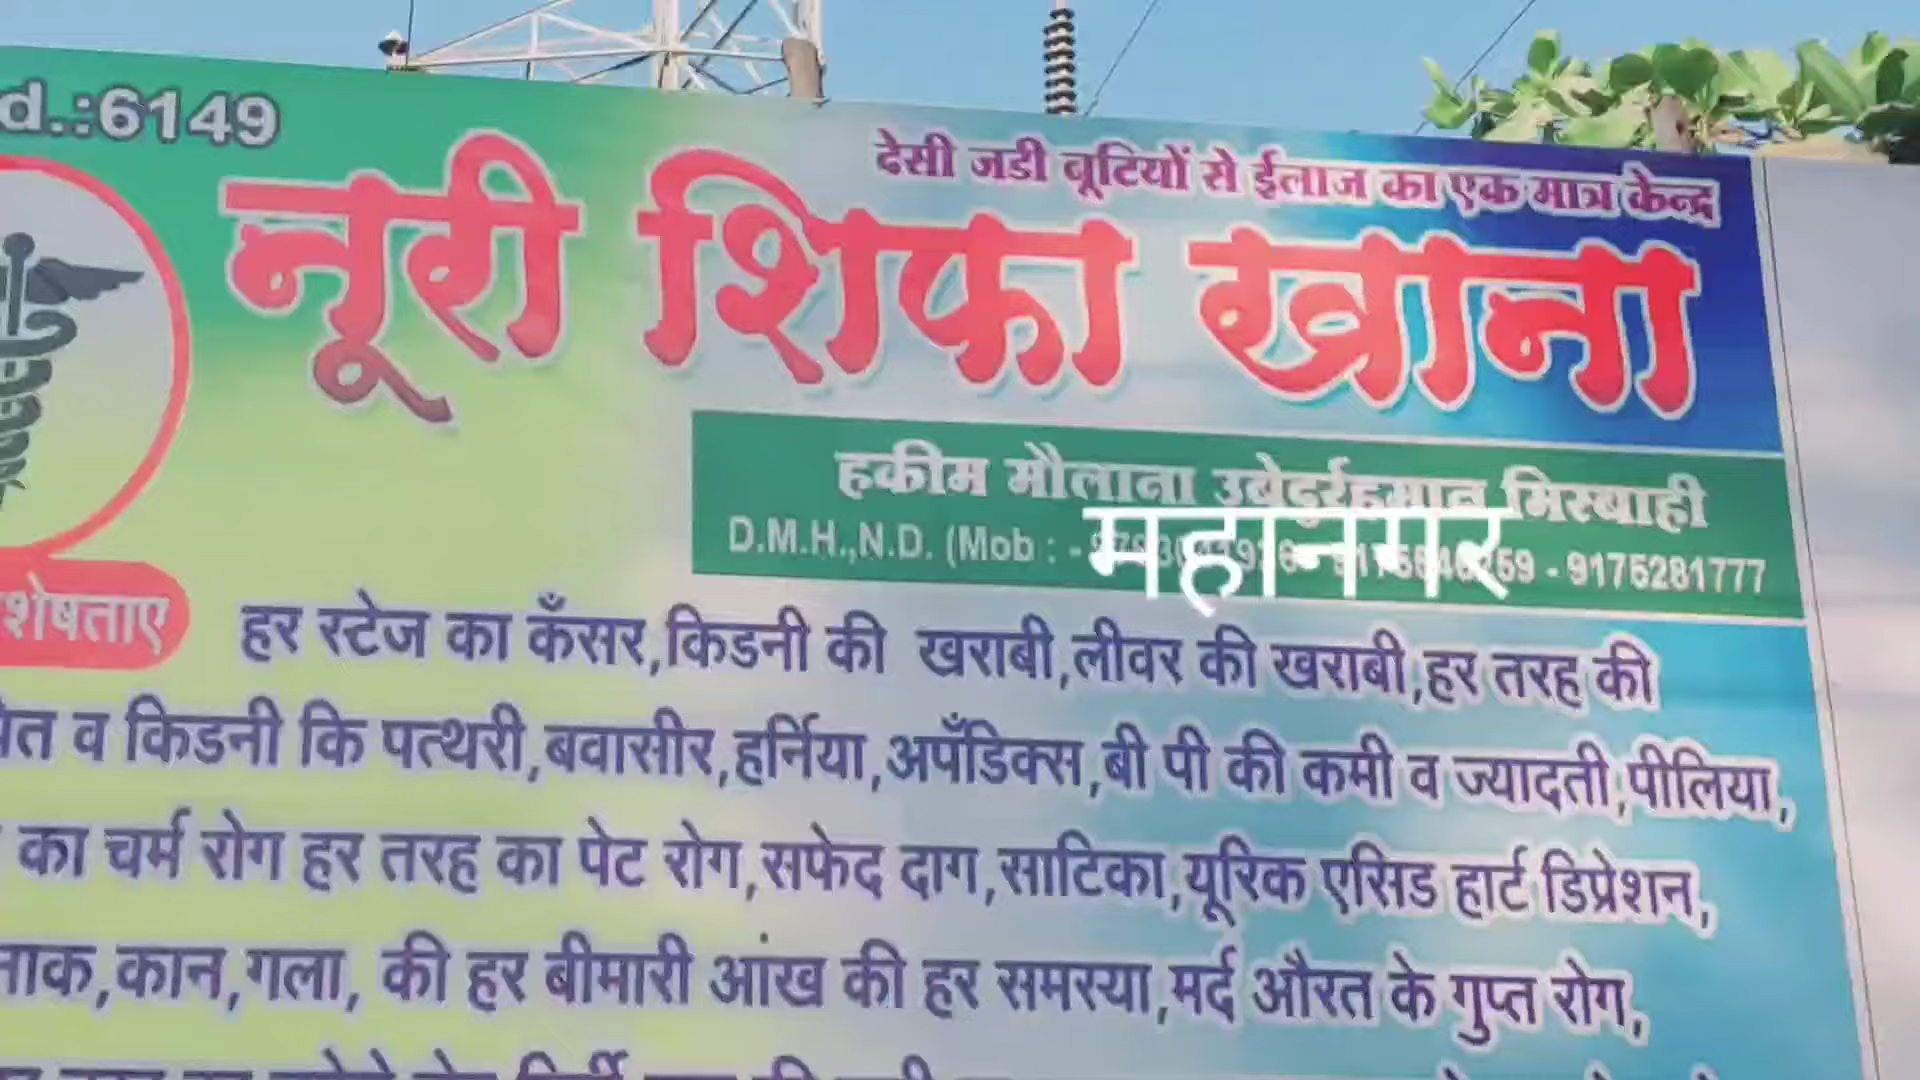 d.:6149
देसी जडी बूटियों से ईलाज का एक मात्र केन्द्र
नूरी शिफा खाना
हकीम मौलाना उबेदुर्रहमान मिस्बाही
D.M.H.,N.D. (Mob : - - 9175281777
महानगर
शेषताए
हर स्टेज का कँसर,किडनी की खराबी,लीवर की खराबी,हर तरह की
व किडनी कि पत्थरी,बवासीर,हर्निया,अपँडिक्स,बी पी की कमी व ज्यादती,पीलिया,
का चर्म रोग हर तरह का पेट रोग,सफेद दाग,साटिका,यूरिक एसिड हार्ट डिप्रेशन,
नाक,कान,गला, की हर बीमारी आंख की हर समस्या,मर्द औरत के गुप्त रोग,